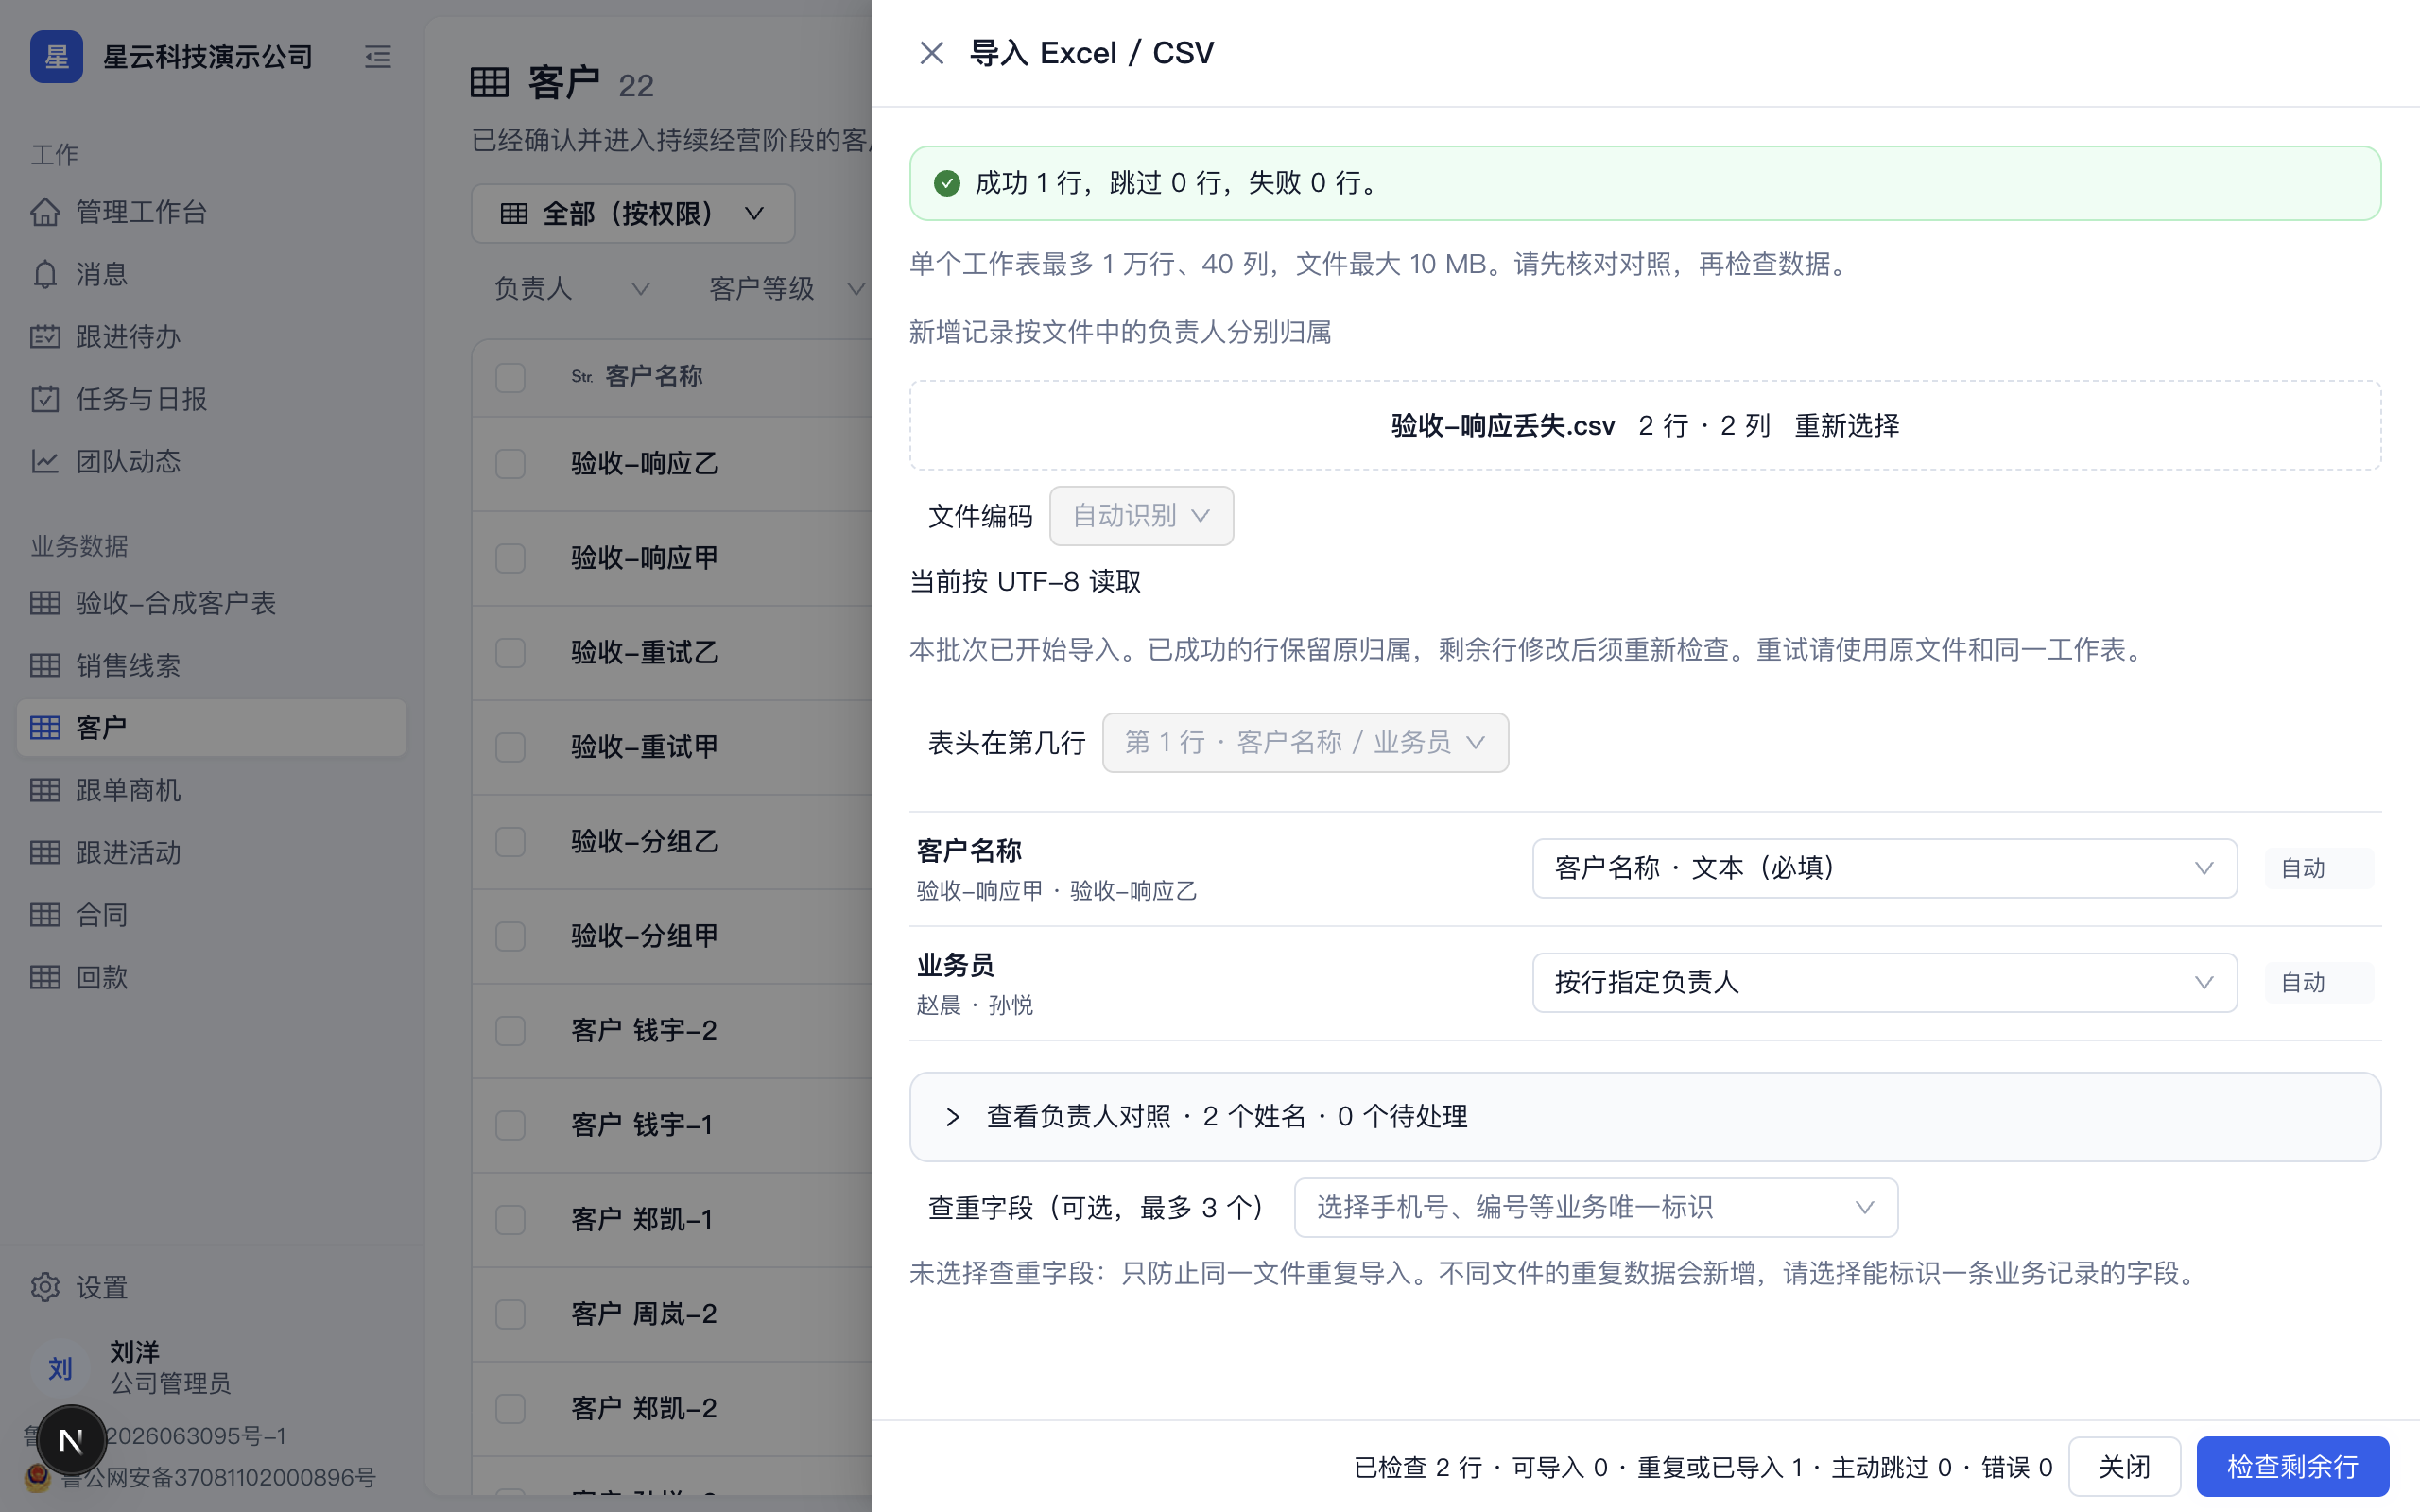 星 星云科技演示公司
工作
管理工作台
消息
跟进待办
任务与日报
团队动态
业务数据
验收-合成客户表
销售线索
客户
跟单商机
跟进活动
合同
回款
设置
刘 刘洋
公司管理员
N 2026063095号-1
鲁公网安备37081102000896号
客户 22
已经确认并进入持续经营阶段的客
全部（按权限）
负责人 客户等级
Str. 客户名称
验收-响应乙
验收-响应甲
验收-重试乙
验收-重试甲
验收-分组乙
验收-分组甲
客户 钱宇-2
客户 钱宇-1
客户 郑凯-1
客户 周岚-2
客户 郑凯-2
导入 Excel / CSV
成功 1 行，跳过 0 行，失败 0 行。
单个工作表最多 1 万行、40 列，文件最大 10 MB。请先核对对照，再检查数据。
新增记录按文件中的负责人分别归属
验收-响应丢失.csv 2 行 · 2 列 重新选择
文件编码 自动识别
当前按 UTF-8 读取
本批次已开始导入。已成功的行保留原归属，剩余行修改后须重新检查。重试请使用原文件和同一工作表。
表头在第几行 第 1 行 · 客户名称 / 业务员
客户名称
验收-响应甲 · 验收-响应乙
客户名称 · 文本（必填） 自动
业务员
赵晨 · 孙悦
按行指定负责人 自动
查看负责人对照 · 2 个姓名 · 0 个待处理
查重字段（可选，最多 3 个） 选择手机号、编号等业务唯一标识
未选择查重字段：只防止同一文件重复导入。不同文件的重复数据会新增，请选择能标识一条业务记录的字段。
已检查 2 行 · 可导入 0 · 重复或已导入 1 · 主动跳过 0 · 错误 0 关闭 检查剩余行